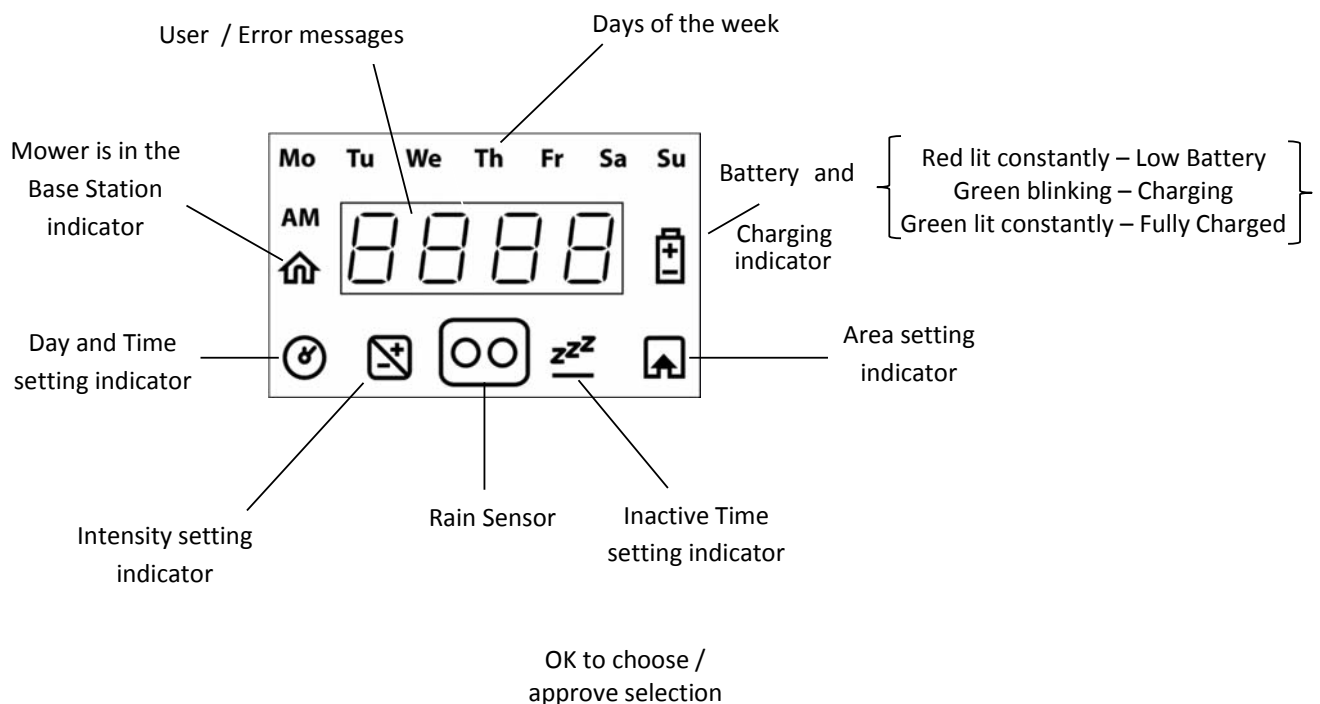 User / Error messages
Days of the week
Mower is in the
Base Station
indicator
Mo Tu We Th Fr Sa Su
AM
8888
Battery and
Charging
indicator
Red lit constantly – Low Battery
Green blinking – Charging
Green lit constantly – Fully Charged
Day and Time
setting indicator
zzZ
Area setting
indicator
Intensity setting
indicator
Rain Sensor
Inactive Time
setting indicator
OK to choose /
approve selection